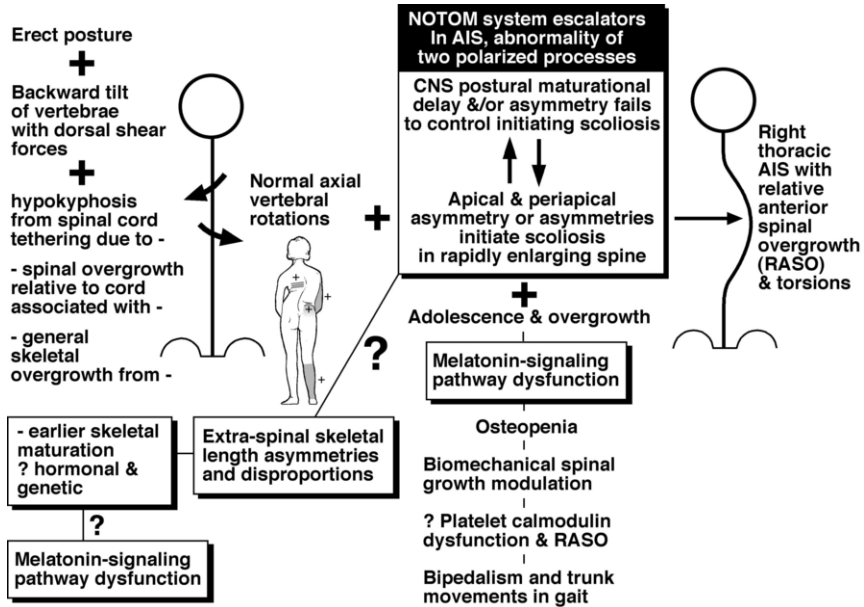 Erect posture
+
Backward tilt
of vertebrae
with dorsal shear
forces
+
hypokyphosis
from spinal cord
tethering due to -
- spinal overgrowth
relative to cord
associated with -
- general
skeletal
overgrowth from -
- earlier skeletal
maturation
? hormonal &
genetic
?
Melatonin-signaling
pathway dysfunction
Normal axial
vertebral
rotations
+
+
+
+
+
Extra-spinal skeletal
length asymmetries
and disproportions
?
NOTOM system escalators
In AIS, abnormality of
two polarized processes
CNS postural maturational
delay &/or asymmetry fails
to control initiating scoliosis
Apical & periapical
asymmetry or asymmetries
initiate scoliosis
in rapidly enlarging spine
+
Adolescence & overgrowth
Melatonin-signaling
pathway dysfunction
Osteopenia
Biomechanical spinal
growth modulation
? Platelet calmodulin
dysfunction & RASO
Bipedalism and trunk
movements in gait
Right
thoracic
AIS with
relative
anterior
spinal
overgrowth
(RASO)
& torsions